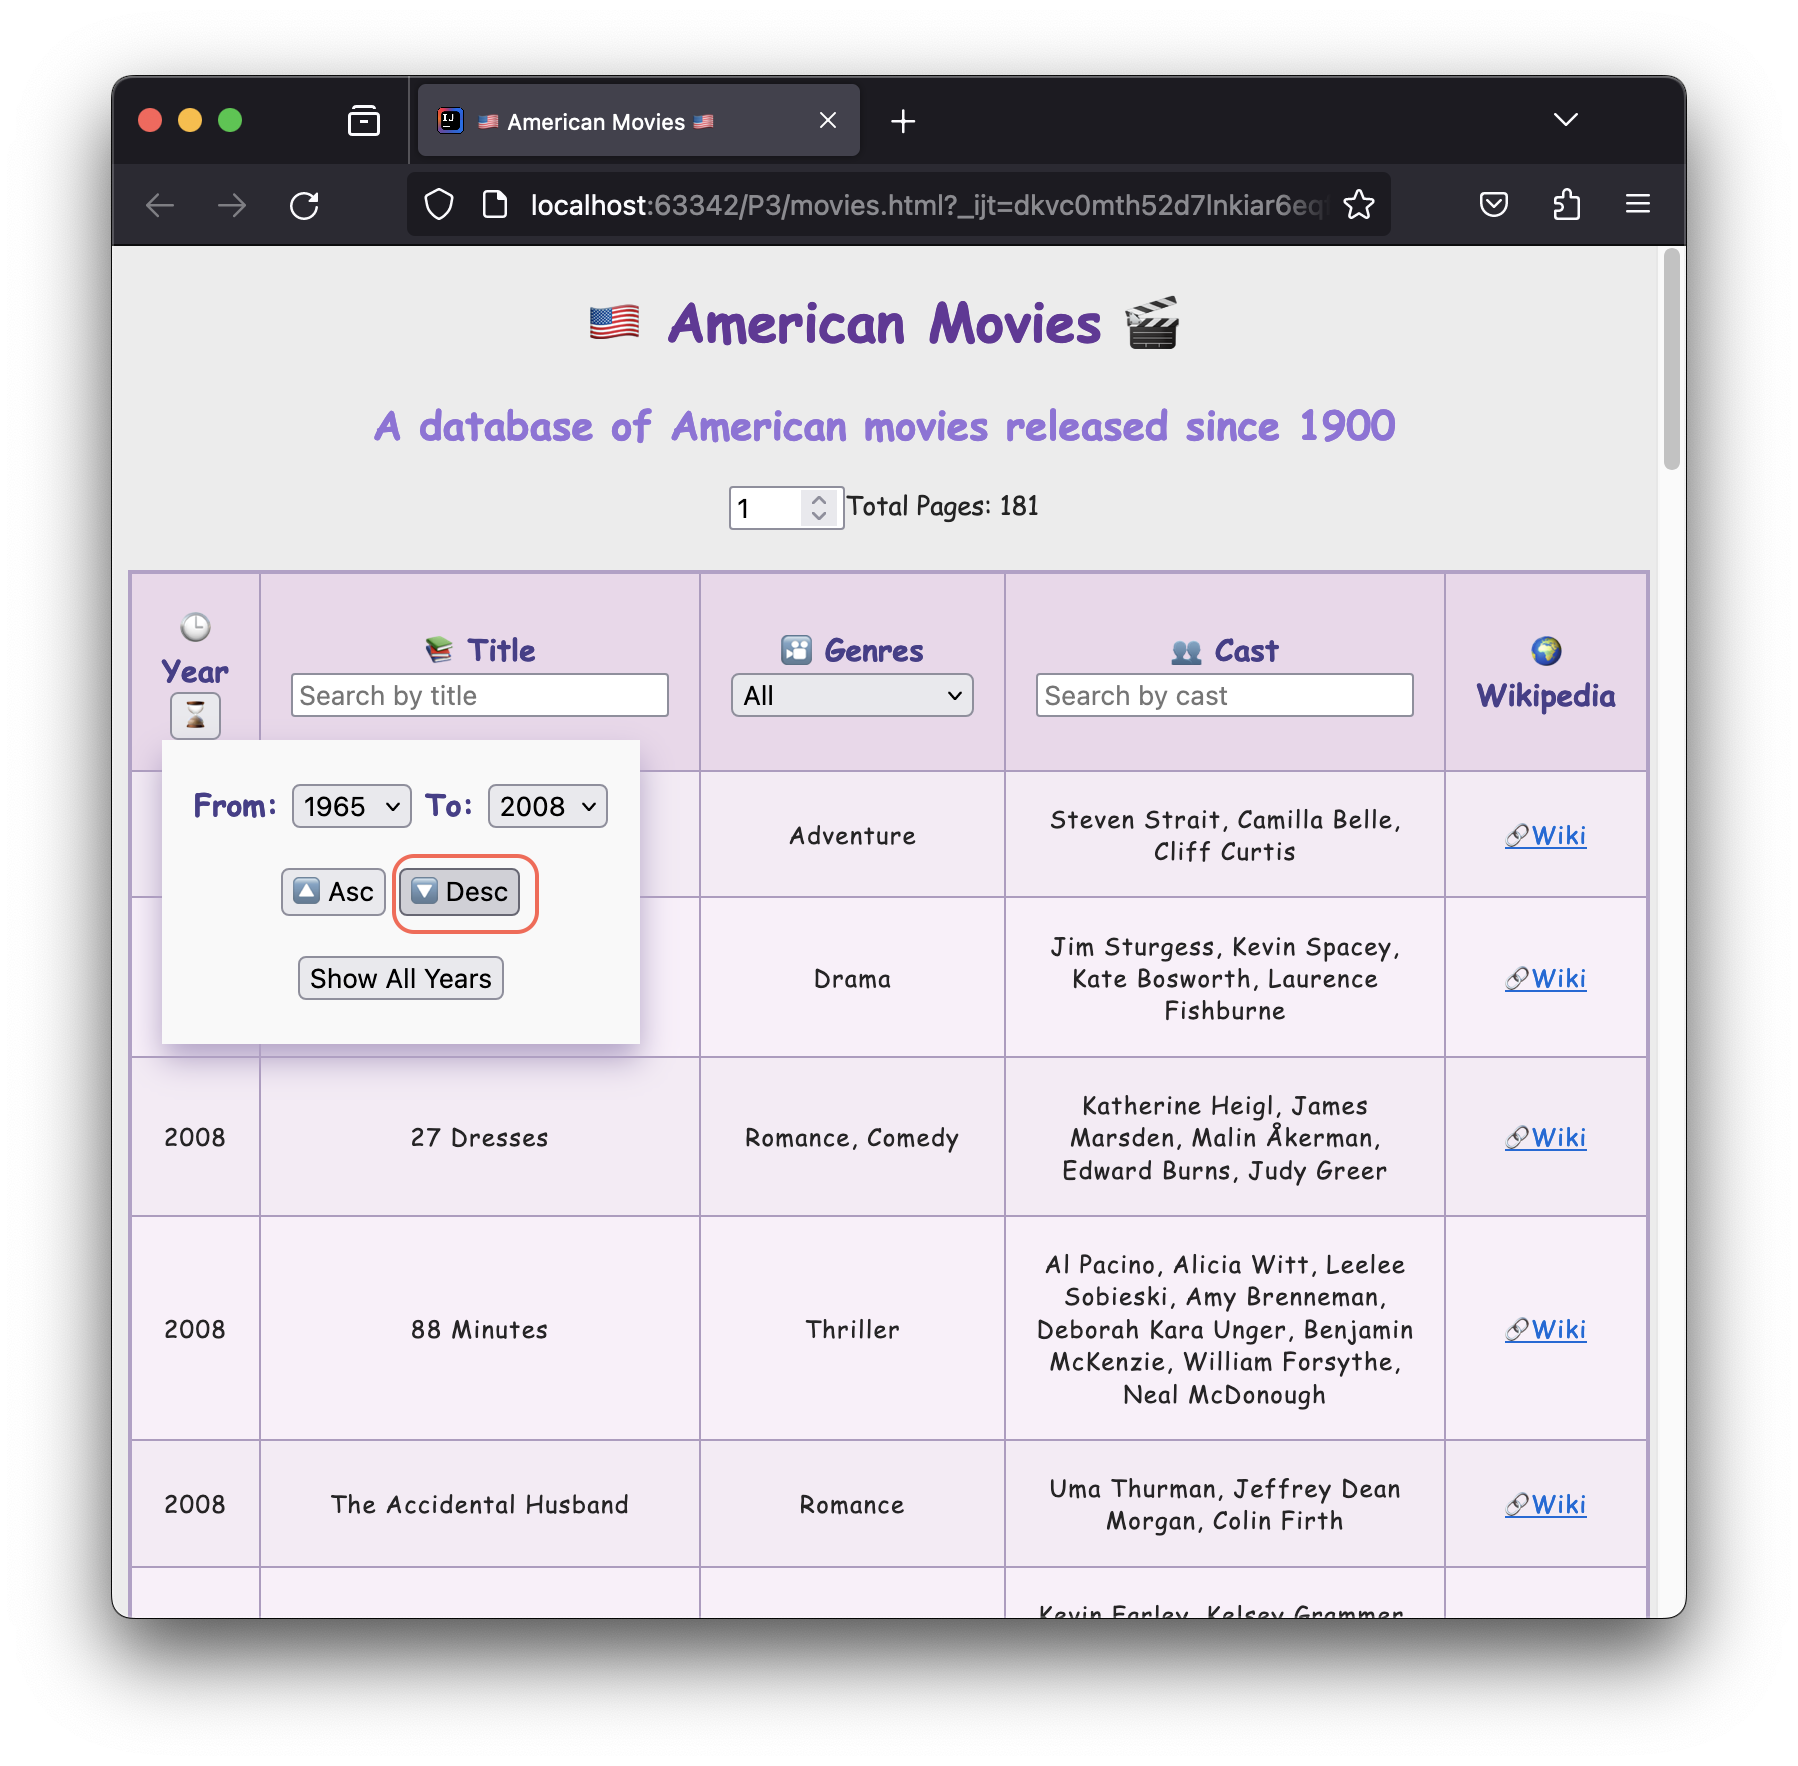 🇺🇸 American Movies 🇺🇸
localhost:63342/P3/movies.html?_ijt=dkvc0mth52d7lnkiar6eq
🇺🇸 American Movies 🎬
A database of American movies released since 1900
1 Total Pages: 181
🕒 Year ⌛
📚 Title
Search by title
🎦 Genres
All
👥 Cast
Search by cast
🌍 Wikipedia
From: 1965 To: 2008
🔼 Asc 🔽 Desc
Show All Years
Adventure
Steven Strait, Camilla Belle,
Cliff Curtis
🔗Wiki
Drama
Jim Sturgess, Kevin Spacey,
Kate Bosworth, Laurence
Fishburne
🔗Wiki
2008
27 Dresses
Romance, Comedy
Katherine Heigl, James
Marsden, Malin Åkerman,
Edward Burns, Judy Greer
🔗Wiki
2008
88 Minutes
Thriller
Al Pacino, Alicia Witt, Leelee
Sobieski, Amy Brenneman,
Deborah Kara Unger, Benjamin
McKenzie, William Forsythe,
Neal McDonough
🔗Wiki
2008
The Accidental Husband
Romance
Uma Thurman, Jeffrey Dean
Morgan, Colin Firth
🔗Wiki
Kevin Farley, Kelsey Grammer,